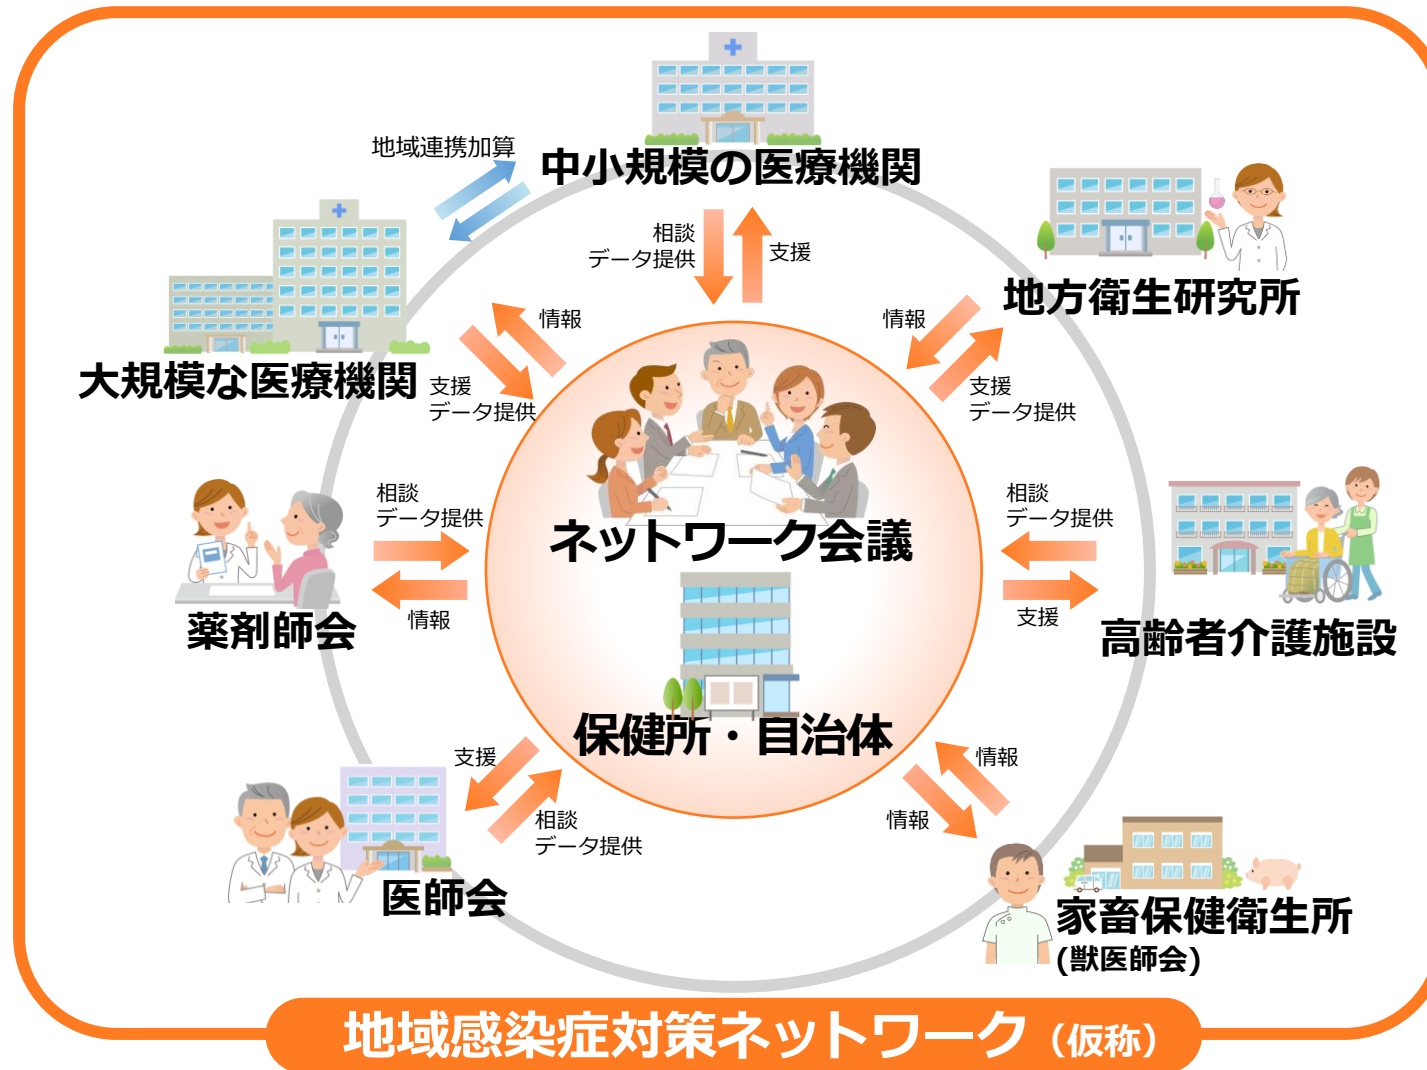 地域連携加算
中小規模の医療機関
相談
データ提供
支援
地方衛生研究所
大規模な医療機関
情報
支援
データ提供
情報
支援
データ提供
ネットワーク会議
保健所・自治体
薬剤師会
相談
データ提供
情報
相談
データ提供
支援
高齢者介護施設
医師会
支援
相談
データ提供
情報
情報
家畜保健衛生所
(獣医師会)
地域感染症対策ネットワーク（仮称）